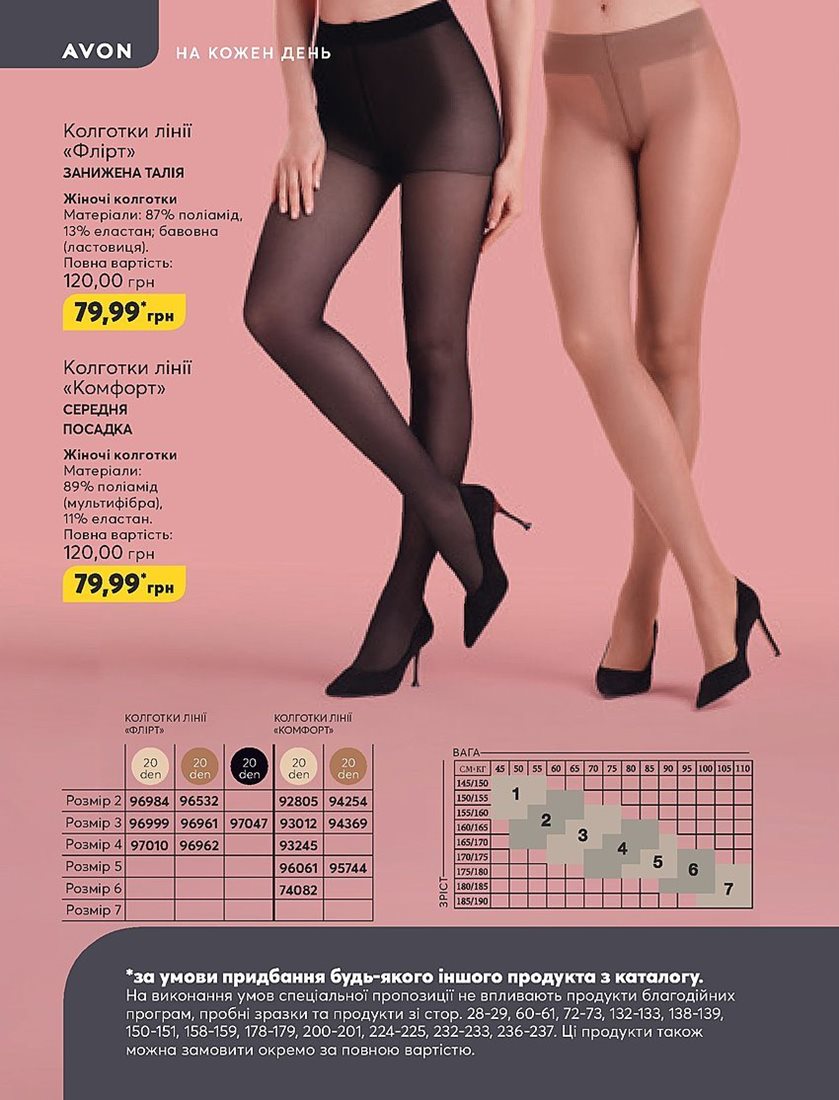 AVON
НА КОЖЕН ДЕНЬ
Колготки лінії
«Флірт»
ЗАНИЖЕНА ТАЛІЯ
Жіночі колготки
Матеріали: 87% поліамід,
13% еластан; бавовна
(ластовиця).
Повна вартість:
120,00 грн
79,99* грн
Колготки лінії
«Комфорт»
СЕРЕДНЯ
ПОСАДКА
Жіночі колготки
Матеріали:
89% поліамід
(мультифібра),
11% еластан.
Повна вартість:
120,00 грн
79,99* грн
КОЛГОТКИ ЛІНІЇ КОЛГОТКИ ЛІНІЇ
«ФЛІРТ» «КОМФОРТ»
20 den 20 den 20 den 20 den 20 den
Розмір 2 96984 96532 92805 94254
Розмір 3 96999 96961 97047 93012 94369
Розмір 4 97010 96962 93245
Розмір 5 96061 95744
Розмір 6 74082
Розмір 7
ВАГА
СМ·КГ 45 50 55 60 65 70 75 80 85 90 95 100 105 110
145/150
150/155 1
155/160
160/165 2
165/170 3
170/175 4
175/180 5
180/185 6
185/190 7
ЗРІСТ
*за умови придбання будь-якого іншого продукта з каталогу.
На виконання умов спеціальної пропозиції не впливають продукти благодійних
програм, пробні зразки та продукти зі стор. 28-29, 60-61, 72-73, 132-133, 138-139,
150-151, 158-159, 178-179, 200-201, 224-225, 232-233, 236-237. Ці продукти також
можна замовити окремо за повною вартістю.